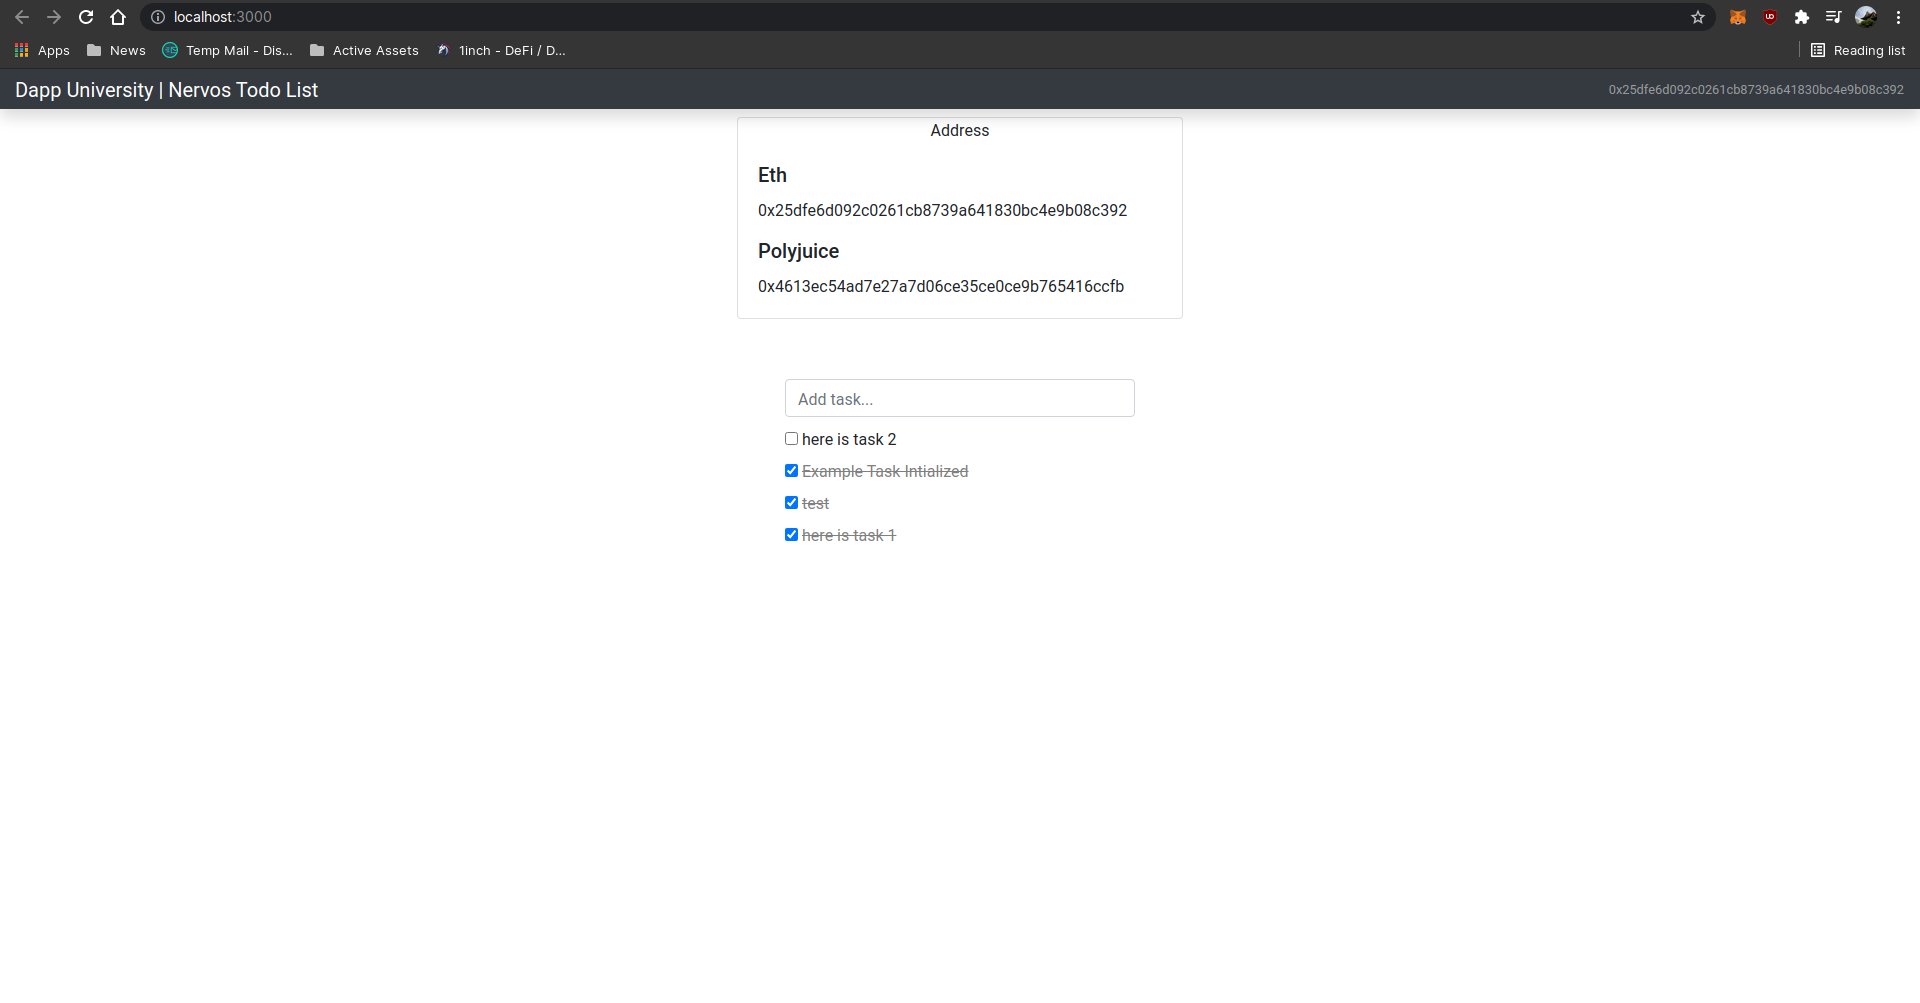 localhost:3000
Apps News Temp Mail - Dis... Active Assets 1inch - DeFi / D... Reading list
Dapp University | Nervos Todo List 0x25dfe6d092c0261cb8739a641830bc4e9b08c392
Address
Eth
0x25dfe6d092c0261cb8739a641830bc4e9b08c392
Polyjuice
0x4613ec54ad7e27a7d06ce35ce0ce9b765416ccfb
Add task...
here is task 2
Example Task Intialized
test
here is task 1